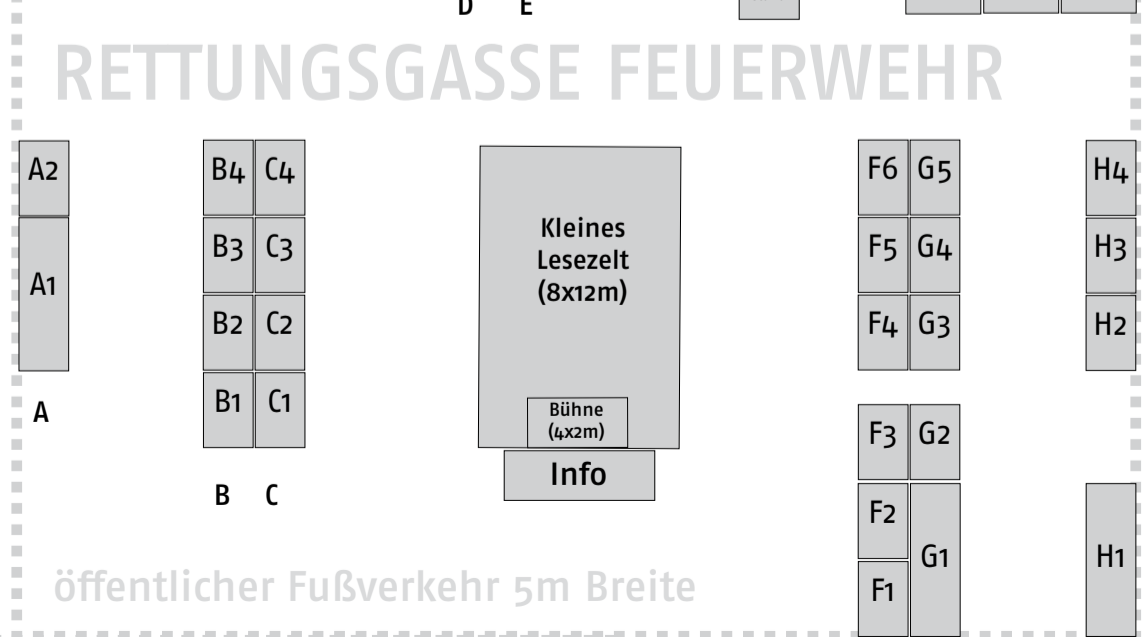 D E
RETTUNGSGASSE FEUERWEHR
A2 B4 C4 F6 G5 H4
Kleines
Lesezelt
(8x12m)
B3 C3 F5 G4 H3
A1
B2 C2 F4 G3 H2
B1 C1
A
Bühne
(4x2m)
F3 G2
Info
B C
F2
G1 H1
öffentlicher Fußverkehr 5m Breite
F1